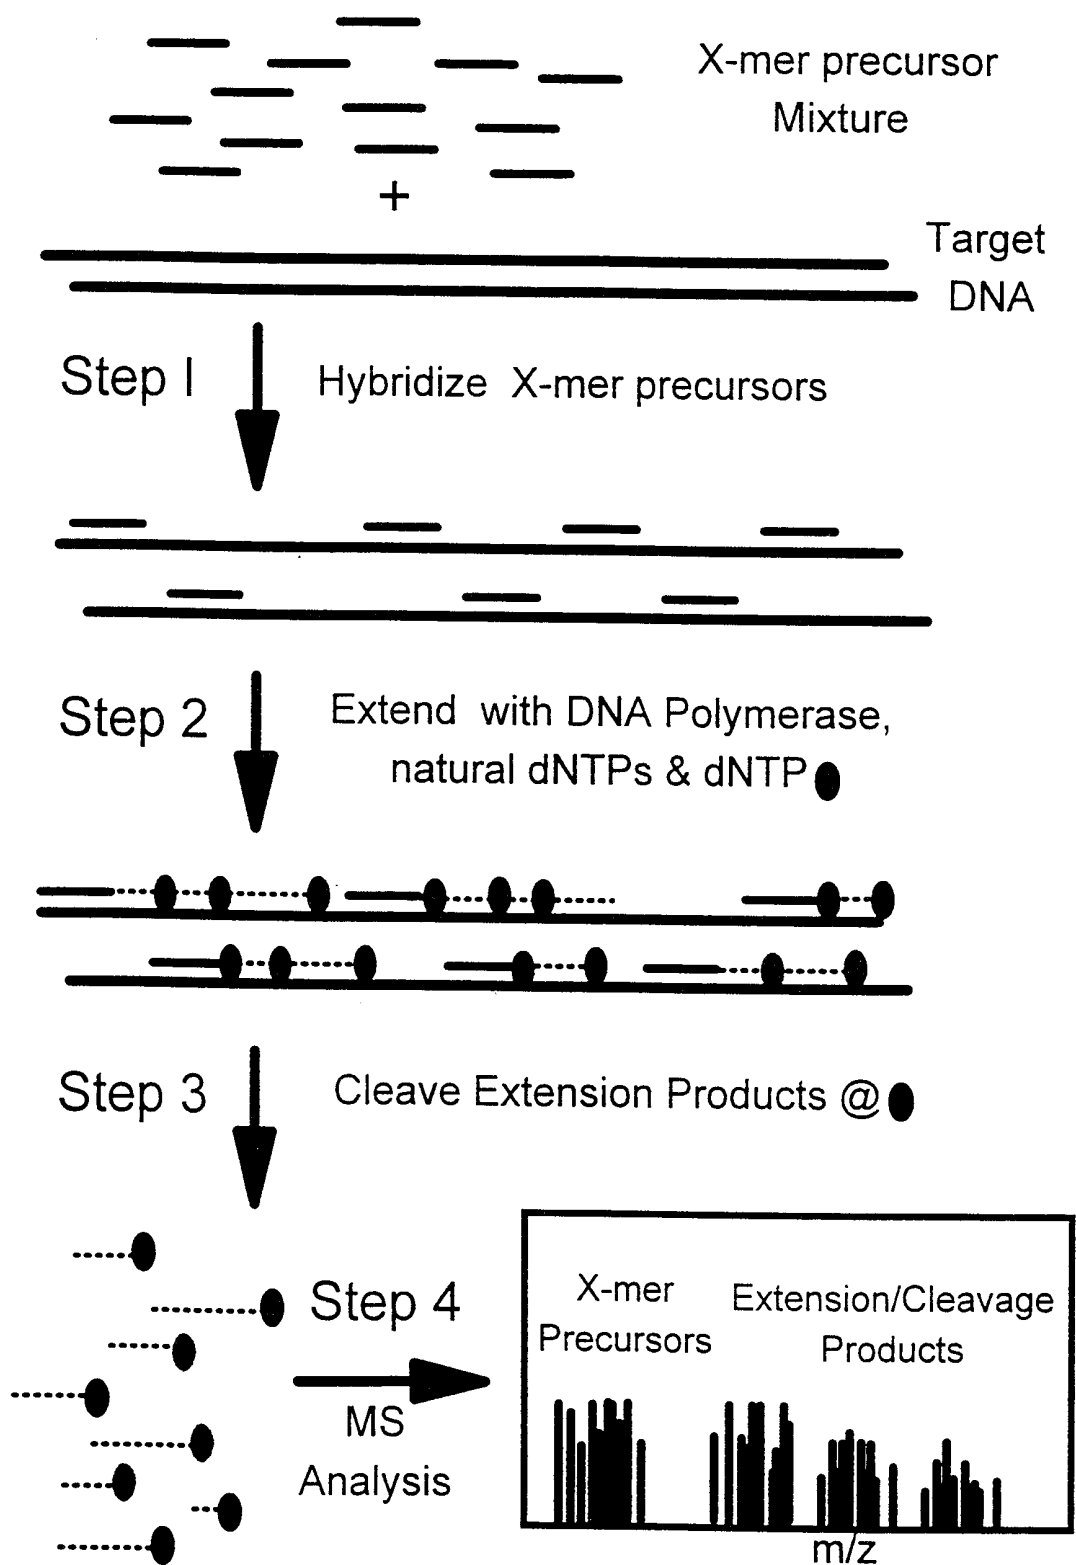 X-mer precursor
Mixture
+
Target
DNA
Step I
Hybridize X-mer precursors
Step 2
Extend with DNA Polymerase,
natural dNTPs & dNTP
Step 3
Cleave Extension Products @
Step 4
MS
Analysis
X-mer
Precursors
Extension/Cleavage
Products
m/z